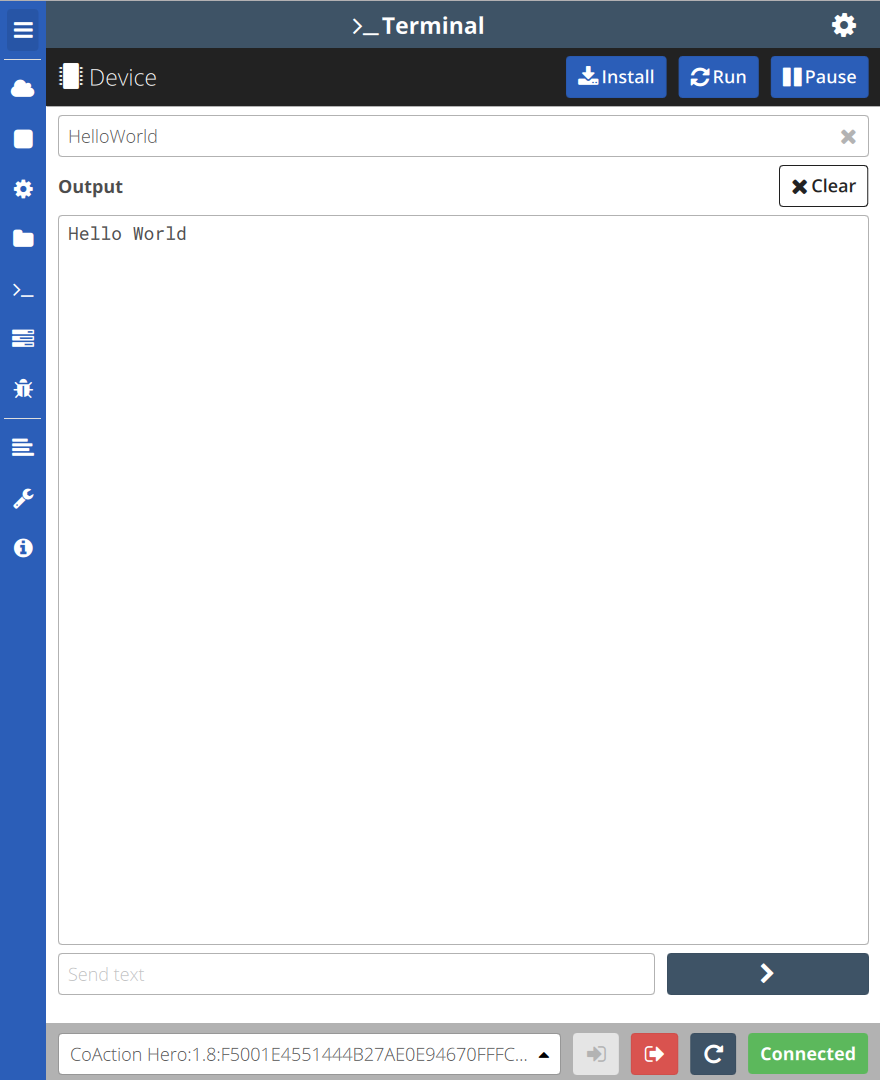 Terminal
Device
Install
Run
Pause
HelloWorld
Output
Clear
Hello World
Send text
CoAction Hero:1.8:F5001E4551444B27AE0E94670FFFC...
Connected